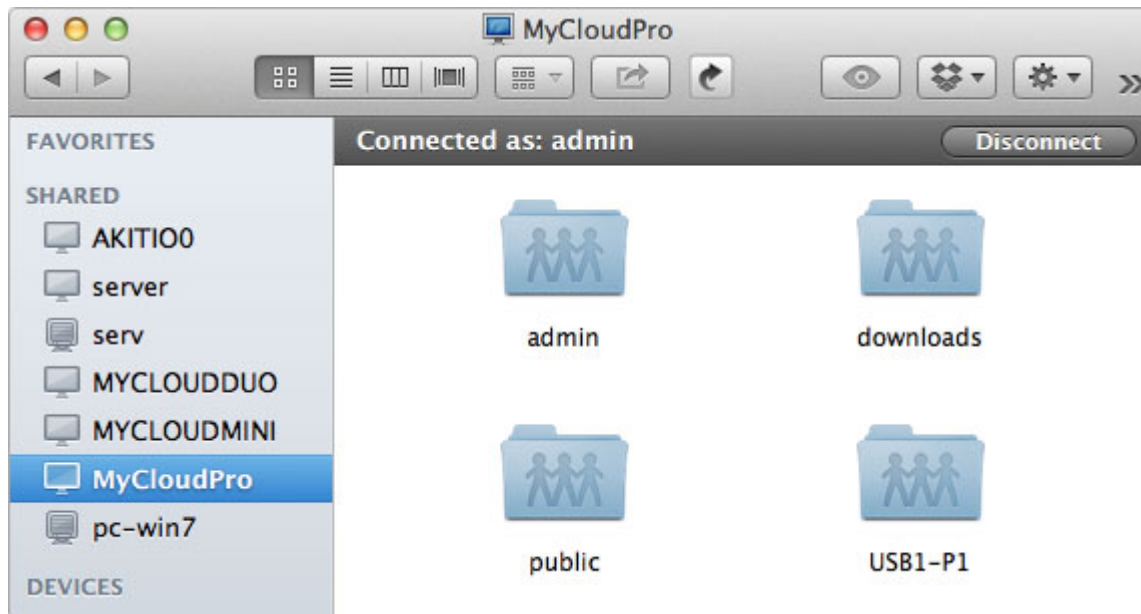 MyCloudPro
FAVORITES
Connected as: admin
Disconnect
SHARED
AKITIO0
server
serv
MYCLOUDDUO
MYCLOUDMINI
MyCloudPro
pc-win7
DEVICES
admin
downloads
public
USB1-P1